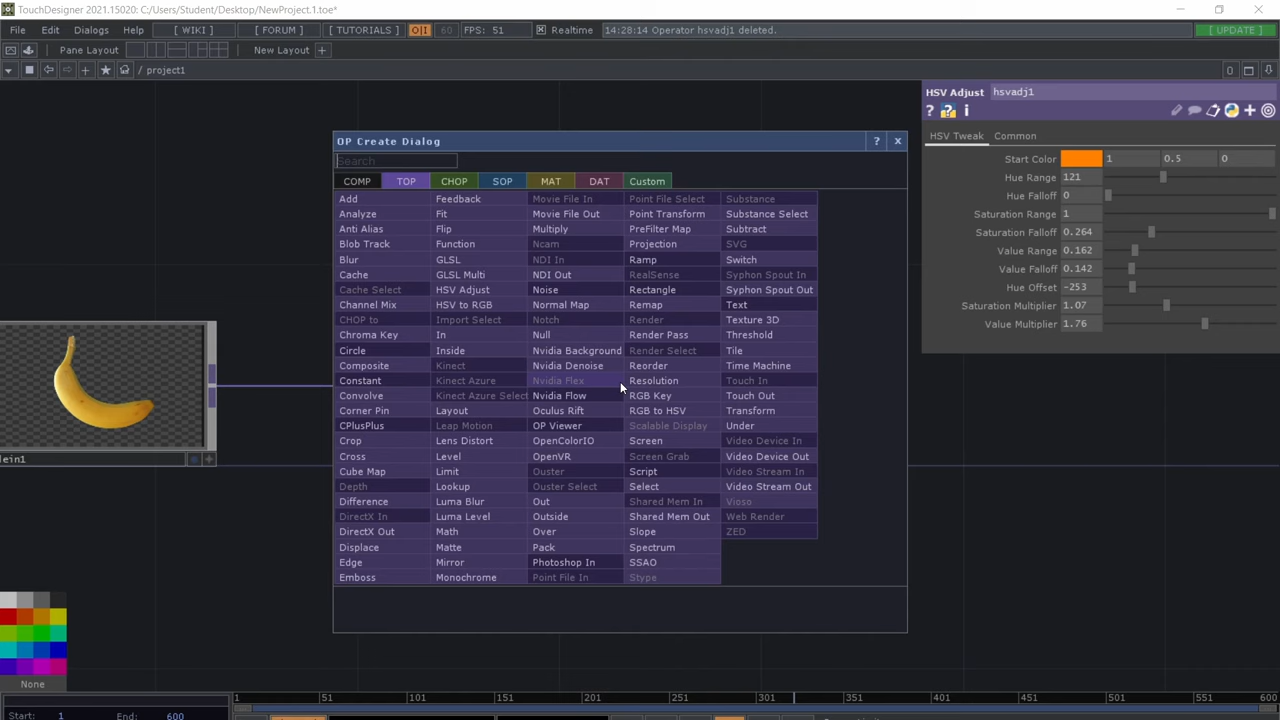 TouchDesigner 2021.15020: C:/Users/Student/Desktop/NewProject.1.toe*
File Edit Dialogs Help [ WIKI ] [ FORUM ] [ TUTORIALS ] O|I 60 FPS: 51 Realtime 14:28:14 Operator hsvadj1 deleted. [ UPDATE ]
Pane Layout New Layout +
/ project1 0
HSV Adjust hsvadj1
? ? i
HSV Tweak Common
Start Color 1 0.5 0
Hue Range 121
Hue Falloff 0
Saturation Range 1
Saturation Falloff 0.264
Value Range 0.162
Value Falloff 0.142
Hue Offset -253
Saturation Multiplier 1.07
Value Multiplier 1.76
OP Create Dialog ? x
Search
COMP TOP CHOP SOP MAT DAT Custom
Add Feedback Movie File In Point File Select Substance
Analyze Fit Movie File Out Point Transform Substance Select
Anti Alias Flip Multiply PreFilter Map Subtract
Blob Track Function Ncam Projection SVG
Blur GLSL NDI In Ramp Switch
Cache GLSL Multi NDI Out RealSense Syphon Spout In
Cache Select HSV Adjust Noise Rectangle Syphon Spout Out
Channel Mix HSV to RGB Normal Map Remap Text
CHOP to Import Select Notch Render Texture 3D
Chroma Key In Null Render Pass Threshold
Circle Inside Nvidia Background Render Select Tile
Composite Kinect Nvidia Denoise Reorder Time Machine
Constant Kinect Azure Nvidia Flex Resolution Touch In
Convolve Kinect Azure Select Nvidia Flow RGB Key Touch Out
Corner Pin Layout Oculus Rift RGB to HSV Transform
CPlusPlus Leap Motion OP Viewer Scalable Display Under
Crop Lens Distort OpenColorIO Screen Video Device In
Cross Level OpenVR Screen Grab Video Device Out
Cube Map Limit Ouster Script Video Stream In
Depth Lookup Ouster Select Select Video Stream Out
Difference Luma Blur Out Shared Mem In Vioso
DirectX In Luma Level Outside Shared Mem Out Web Render
DirectX Out Math Over Slope ZED
Displace Matte Pack Spectrum
Edge Mirror Photoshop In SSAO
Emboss Monochrome Point File In Stype
lein1
None
1 51 101 151 201 251 301 351 401 451 501 551 600
Start: 1 End: 600